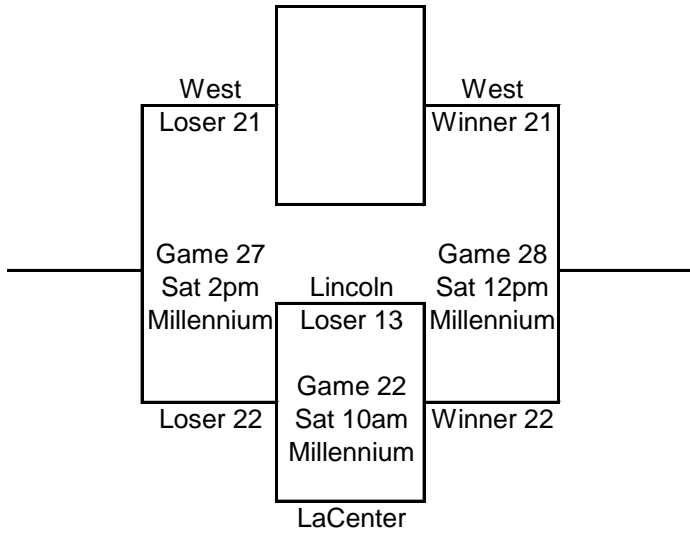 West
West
Loser 21
Winner 21
Game 27
Sat 2pm
Millennium
Game 28
Sat 12pm
Millennium
Lincoln
Loser 13
Game 22
Sat 10am
Millennium
Loser 22
Winner 22
LaCenter